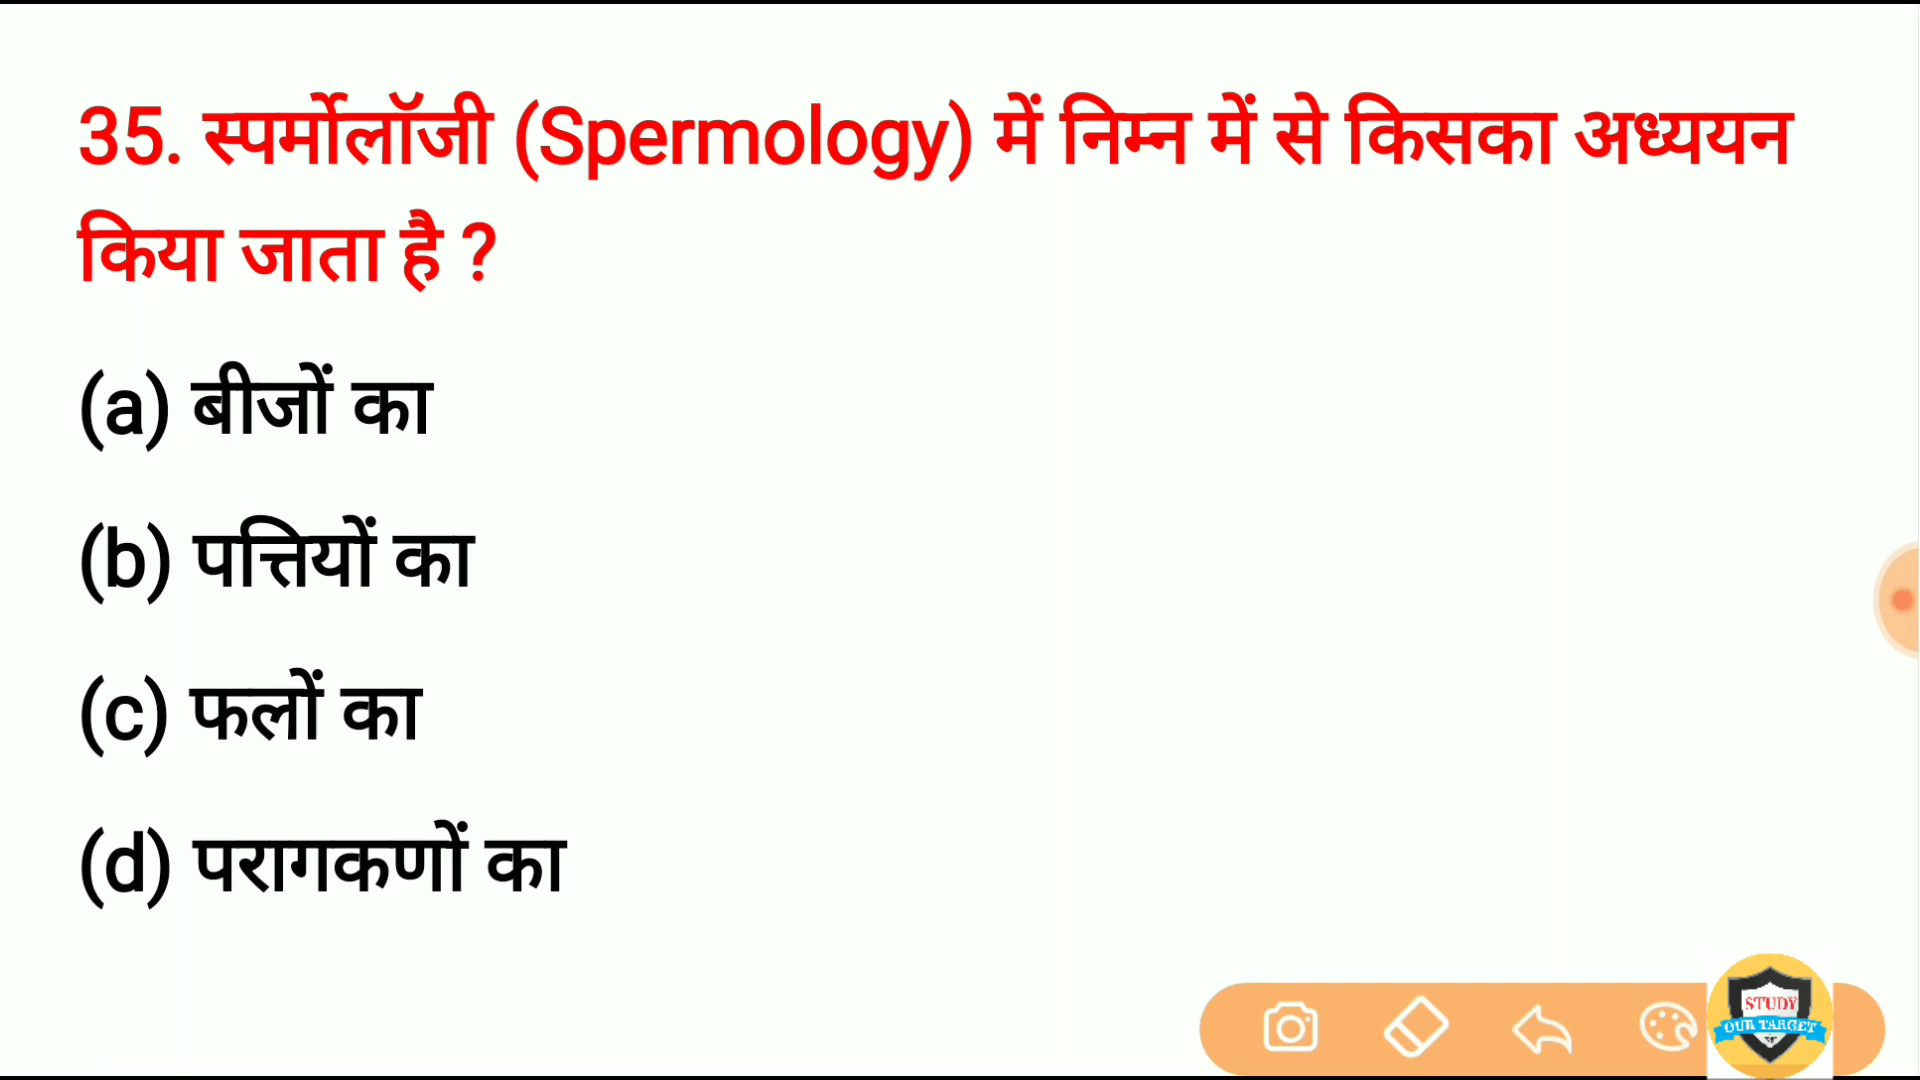 35. स्पर्मोलॉजी (Spermology) में निम्न में से किसका अध्ययन
किया जाता है ?
(a) बीजों का
(b) पत्तियों का
(c) फलों का
(d) परागकणों का
STUDY
OUR TARGET